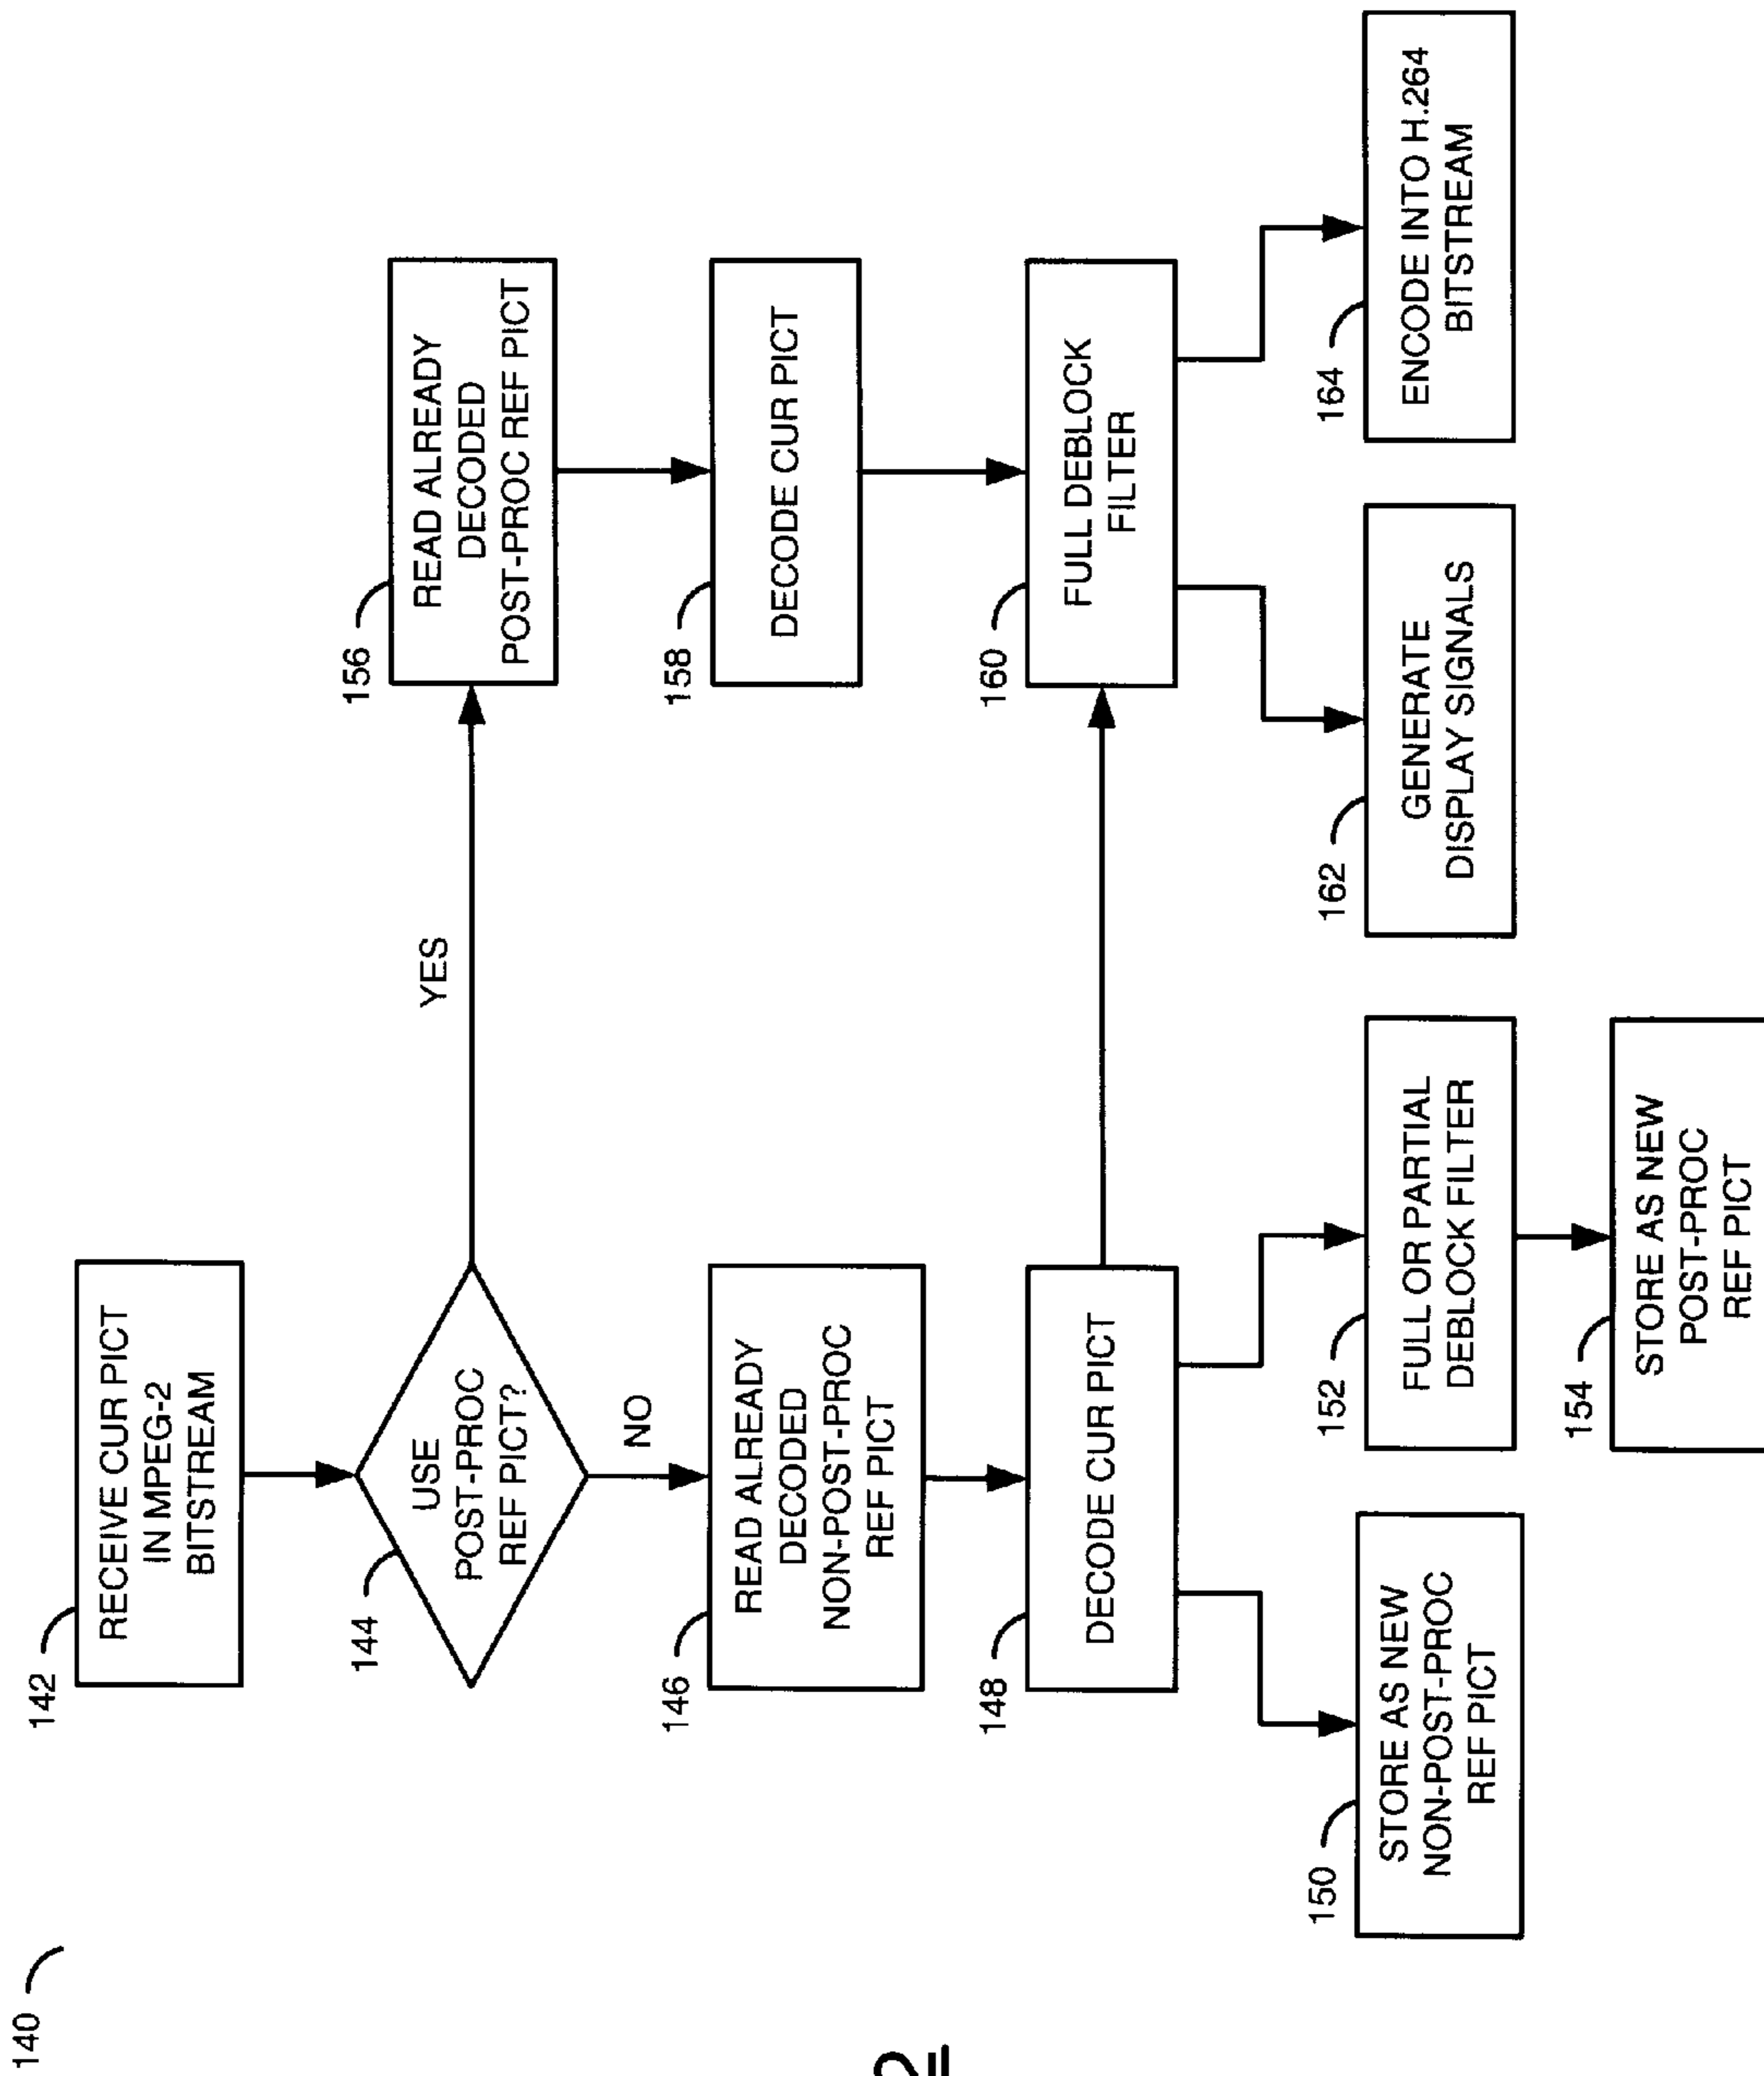 140
142
RECEIVE CUR PICT
IN MPEG-2
BITSTREAM
144
USE
POST-PROC
REF PICT?
YES
NO
156
READ ALREADY
DECODED
POST-PROC REF PICT
146
READ ALREADY
DECODED
NON-POST-PROC
REF PICT
158
DECODE CUR PICT
148
DECODE CUR PICT
160
FULL DEBLOCK
FILTER
150
STORE AS NEW
NON-POST-PROC
REF PICT
152
FULL OR PARTIAL
DEBLOCK FILTER
162
GENERATE
DISPLAY SIGNALS
164
ENCODE INTO H.264
BITSTREAM
154
STORE AS NEW
POST-PROC
REF PICT